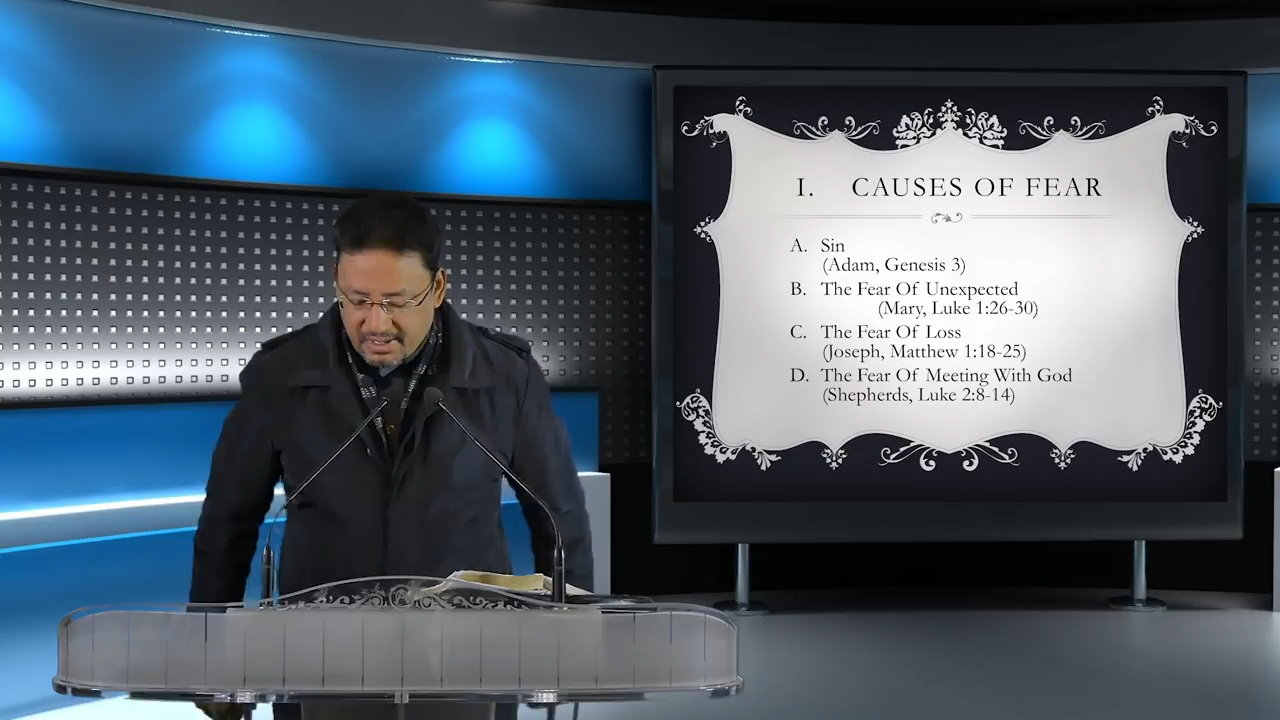 I. CAUSES OF FEAR
A. Sin
(Adam, Genesis 3)
B. The Fear Of Unexpected
(Mary, Luke 1:26-30)
C. The Fear Of Loss
(Joseph, Matthew 1:18-25)
D. The Fear Of Meeting With God
(Shepherds, Luke 2:8-14)